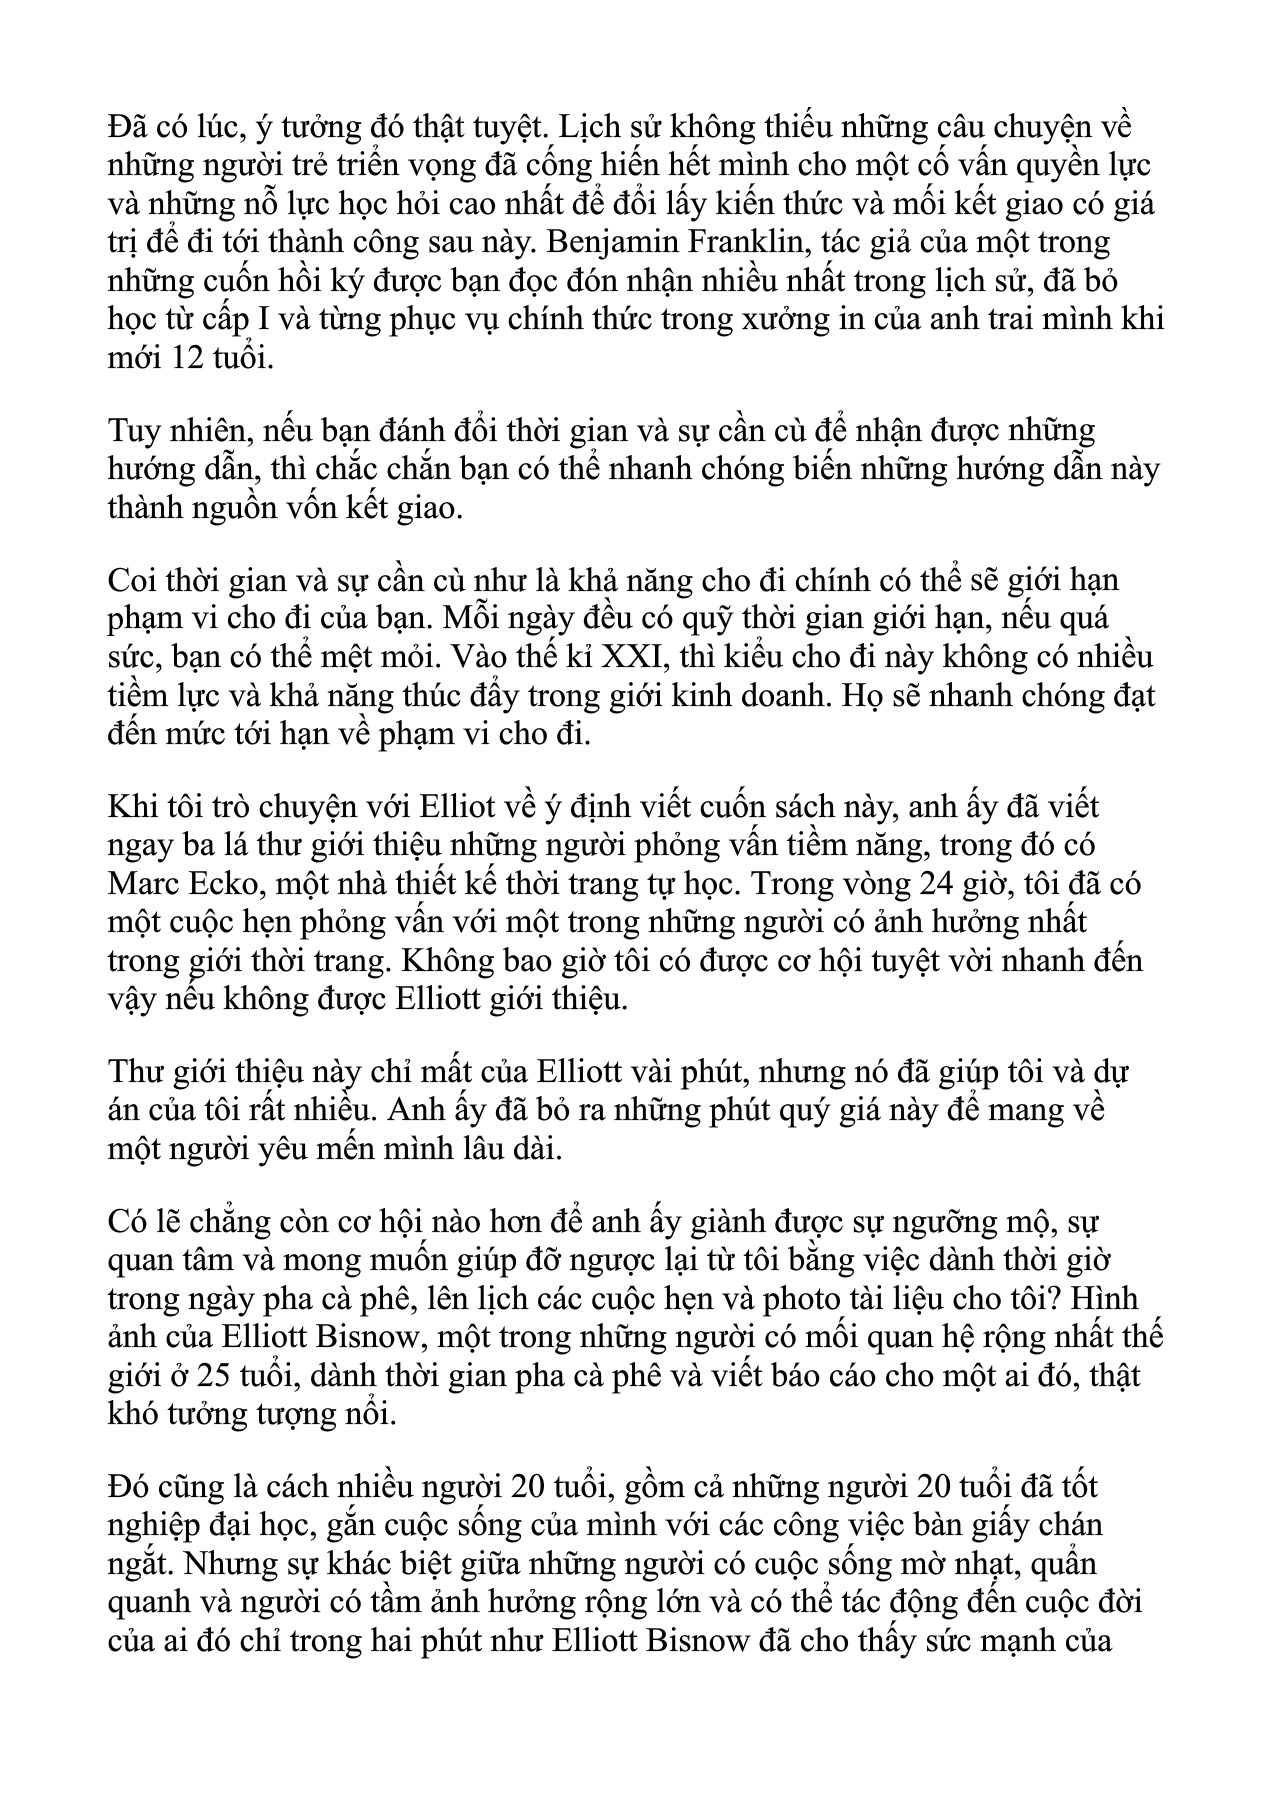 Đã có lúc, ý tưởng đó thật tuyệt. Lịch sử không thiếu những câu chuyện về
những người trẻ triển vọng đã cống hiến hết mình cho một cố vấn quyền lực
và những nỗ lực học hỏi cao nhất để đổi lấy kiến thức và mối kết giao có giá
trị để đi tới thành công sau này. Benjamin Franklin, tác giả của một trong
những cuốn hồi ký được bạn đọc đón nhận nhiều nhất trong lịch sử, đã bỏ
học từ cấp I và từng phục vụ chính thức trong xưởng in của anh trai mình khi
mới 12 tuổi.
Tuy nhiên, nếu bạn đánh đổi thời gian và sự cần cù để nhận được những
hướng dẫn, thì chắc chắn bạn có thể nhanh chóng biến những hướng dẫn này
thành nguồn vốn kết giao.
Coi thời gian và sự cần cù như là khả năng cho đi chính có thể sẽ giới hạn
phạm vi cho đi của bạn. Mỗi ngày đều có quỹ thời gian giới hạn, nếu quá
sức, bạn có thể mệt mỏi. Vào thế kỉ XXI, thì kiểu cho đi này không có nhiều
tiềm lực và khả năng thúc đẩy trong giới kinh doanh. Họ sẽ nhanh chóng đạt
đến mức tới hạn về phạm vi cho đi.
Khi tôi trò chuyện với Elliot về ý định viết cuốn sách này, anh ấy đã viết
ngay ba lá thư giới thiệu những người phỏng vấn tiềm năng, trong đó có
Marc Ecko, một nhà thiết kế thời trang tự học. Trong vòng 24 giờ, tôi đã có
một cuộc hẹn phỏng vấn với một trong những người có ảnh hưởng nhất
trong giới thời trang. Không bao giờ tôi có được cơ hội tuyệt vời nhanh đến
vậy nếu không được Elliott giới thiệu.
Thư giới thiệu này chỉ mất của Elliott vài phút, nhưng nó đã giúp tôi và dự
án của tôi rất nhiều. Anh ấy đã bỏ ra những phút quý giá này để mang về
một người yêu mến mình lâu dài.
Có lẽ chẳng còn cơ hội nào hơn để anh ấy giành được sự ngưỡng mộ, sự
quan tâm và mong muốn giúp đỡ ngược lại từ tôi bằng việc dành thời giờ
trong ngày pha cà phê, lên lịch các cuộc hẹn và photo tài liệu cho tôi? Hình
ảnh của Elliott Bisnow, một trong những người có mối quan hệ rộng nhất thế
giới ở 25 tuổi, dành thời gian pha cà phê và viết báo cáo cho một ai đó, thật
khó tưởng tượng nổi.
Đó cũng là cách nhiều người 20 tuổi, gồm cả những người 20 tuổi đã tốt
nghiệp đại học, gắn cuộc sống của mình với các công việc bàn giấy chán
ngắt. Nhưng sự khác biệt giữa những người có cuộc sống mờ nhạt, quẩn
quanh và người có tầm ảnh hưởng rộng lớn và có thể tác động đến cuộc đời
của ai đó chỉ trong hai phút như Elliott Bisnow đã cho thấy sức mạnh của